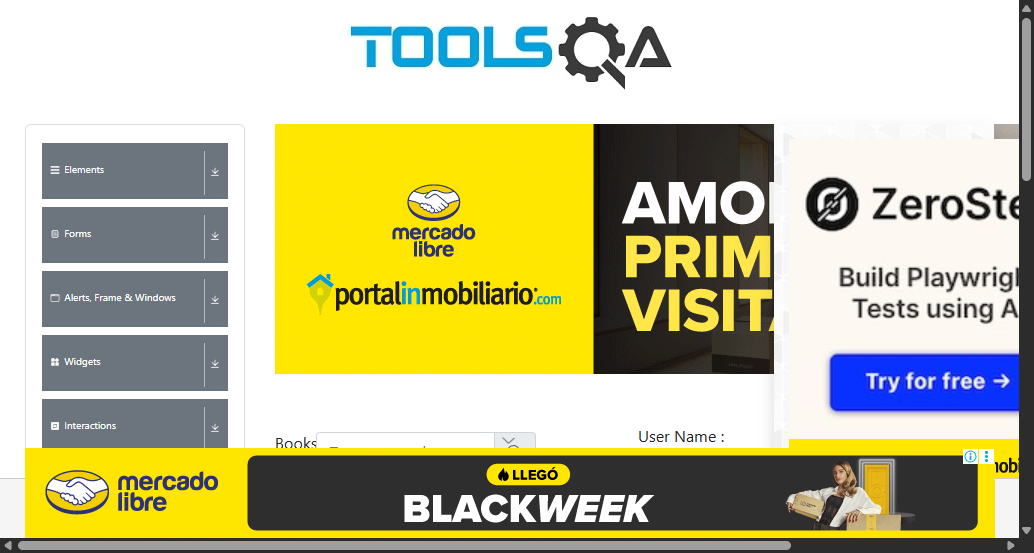 TOOLSQA
Elements
Forms
Alerts, Frame & Windows
Widgets
Interactions
mercado
libre
portalinmobiliario.com
AMO
PRIM
VISITA
ZeroSte
Build Playwrigh
Tests using A
Try for free →
Books
User Name :
mercado
libre
LLEGÓ
BLACKWEEK